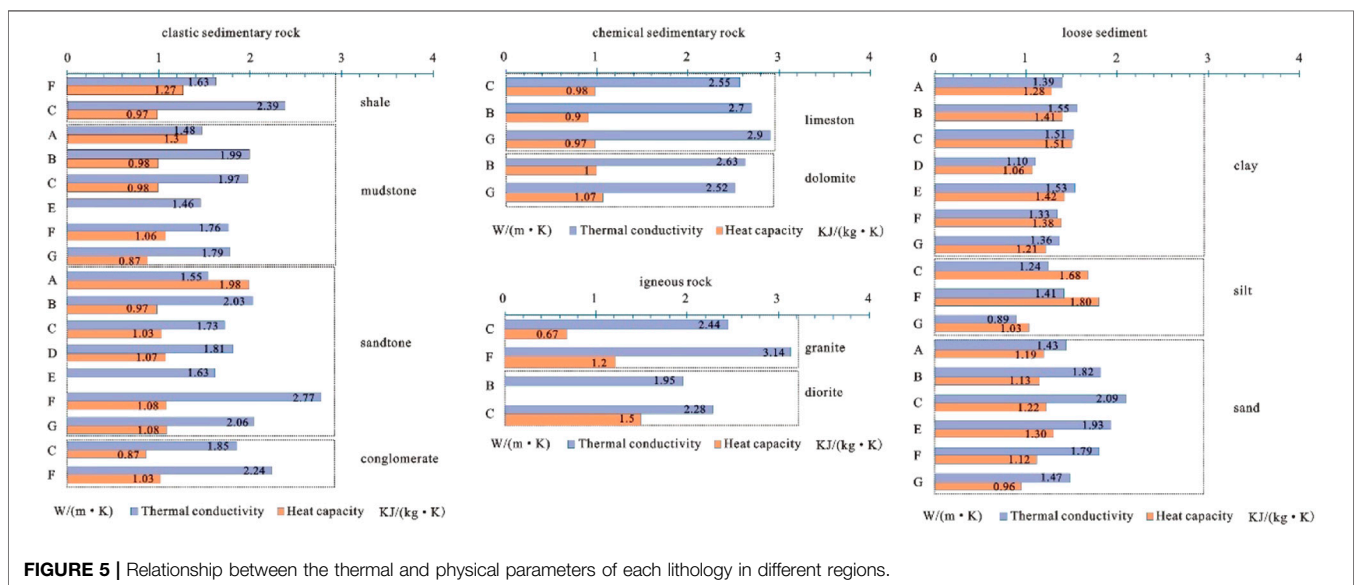 clastic sedimentary rock
0 1 2 3 4
F 1.63
1.27
C 2.39
0.97
shale
A 1.48
1.3
B 1.99
0.98
C 1.97
0.98
E 1.46
F 1.76
1.06
G 1.79
0.87
mudstone
A 1.55
1.98
B 2.03
0.97
C 1.73
1.03
D 1.81
1.07
E 1.63
F 2.77
1.08
G 2.06
1.08
sandtone
C 1.85
0.87
F 2.24
1.03
conglomerate
W/(m • K) Thermal conductivity Heat capacity KJ/(kg • K)
chemical sedimentary rock
0 1 2 3 4
C 2.55
0.98
B 2.7
0.9
G 2.9
0.97
limeston
B 2.63
1
G 2.52
1.07
dolomite
W/(m • K) Thermal conductivity Heat capacity KJ/(kg • K)
igneous rock
0 1 2 3 4
C 2.44
0.67
F 3.14
1.2
granite
B 1.95
C 2.28
1.5
diorite
W/(m • K) Thermal conductivity Heat capacity KJ/(kg • K)
loose sediment
0 1 2 3 4
A 1.39
1.28
B 1.55
1.41
C 1.51
1.51
D 1.10
1.06
E 1.53
1.42
F 1.33
1.38
G 1.36
1.21
clay
C 1.24
1.68
F 1.41
1.80
G 0.89
1.03
silt
A 1.43
1.19
B 1.82
1.13
C 2.09
1.22
E 1.93
1.30
F 1.79
1.12
G 1.47
0.96
sand
W/(m • K) Thermal conductivity Heat capacity KJ/(kg • K)
FIGURE 5 | Relationship between the thermal and physical parameters of each lithology in different regions.